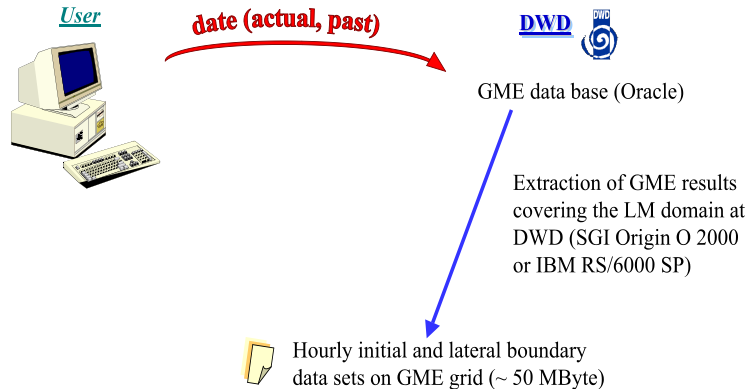 User
date (actual, past)
DWD
DWD
GME data base (Oracle)
Extraction of GME results
covering the LM domain at
DWD (SGI Origin O 2000
or IBM RS/6000 SP)
Hourly initial and lateral boundary
data sets on GME grid (~ 50 MByte)